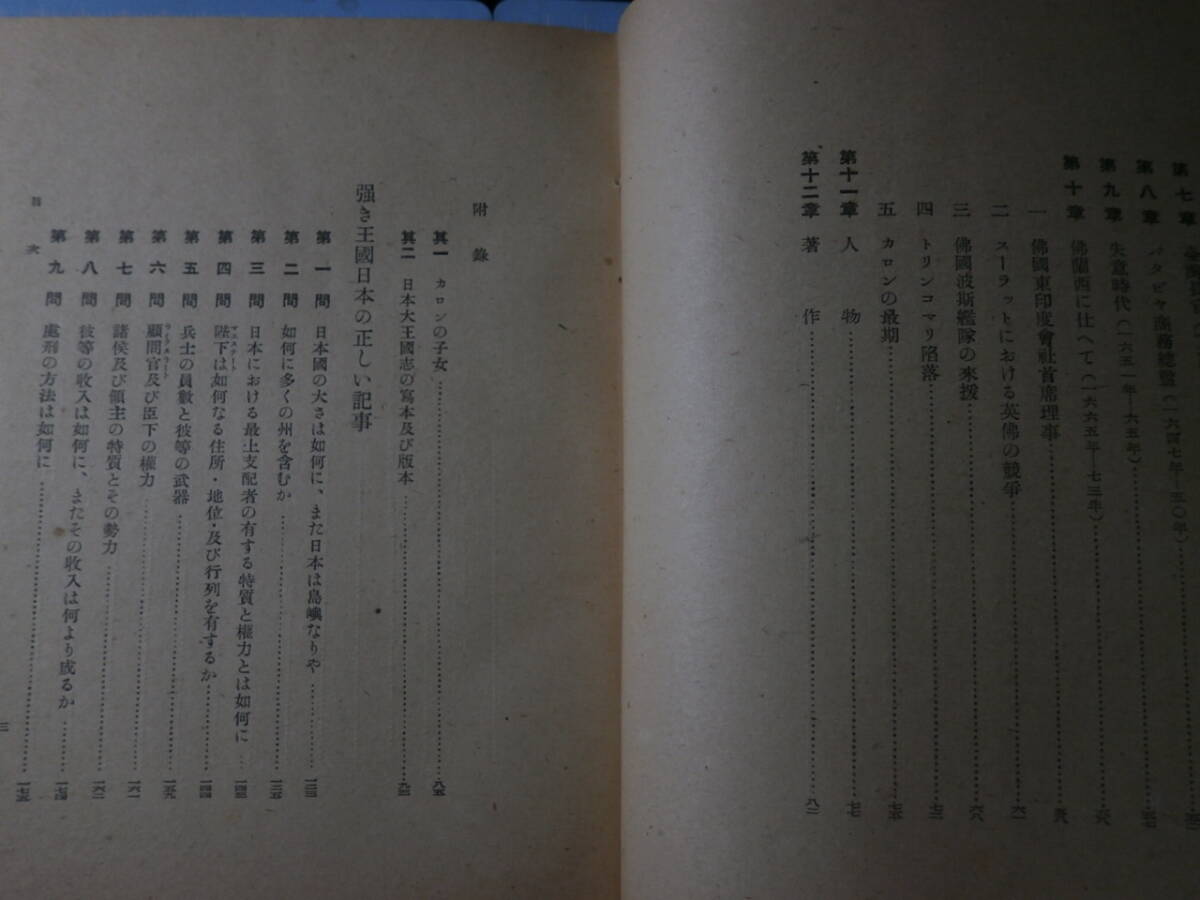 第七章
第八章 バタビヤ商務總監(一六四七年―五〇年)
第九章 失意時代(一六五一年―六五年)
第十章 佛蘭西に仕へて(一六六五年―七三年)
一 佛國東印度會社首席理事
二 スーラットにおける英佛の競爭
三 佛國波斯艦隊の來援
四 トリンコマリ陷落
五 カロンの最期
第十一章 人物
第十二章 著作
附錄
其一 カロンの子女
其二 日本大王國志の寫本及び版本
强き王國日本の正しい記事
第一問 日本國の大さは如何に、また日本は島嶼なりや
第二問 如何に多くの州を含むか
第三問 日本における最上支配者の有する特質と權力とは如何に
第四問 陛下は如何なる住所・地位・及び行列を有するか
第五問 兵士の員數と彼等の武器
第六問 顧問官及び臣下の權力
第七問 諸侯及び領主の特質とその勢力
第八問 彼等の收入は如何に、またその收入は何より成るか
第九問 處刑の方法は如何に
目次
三